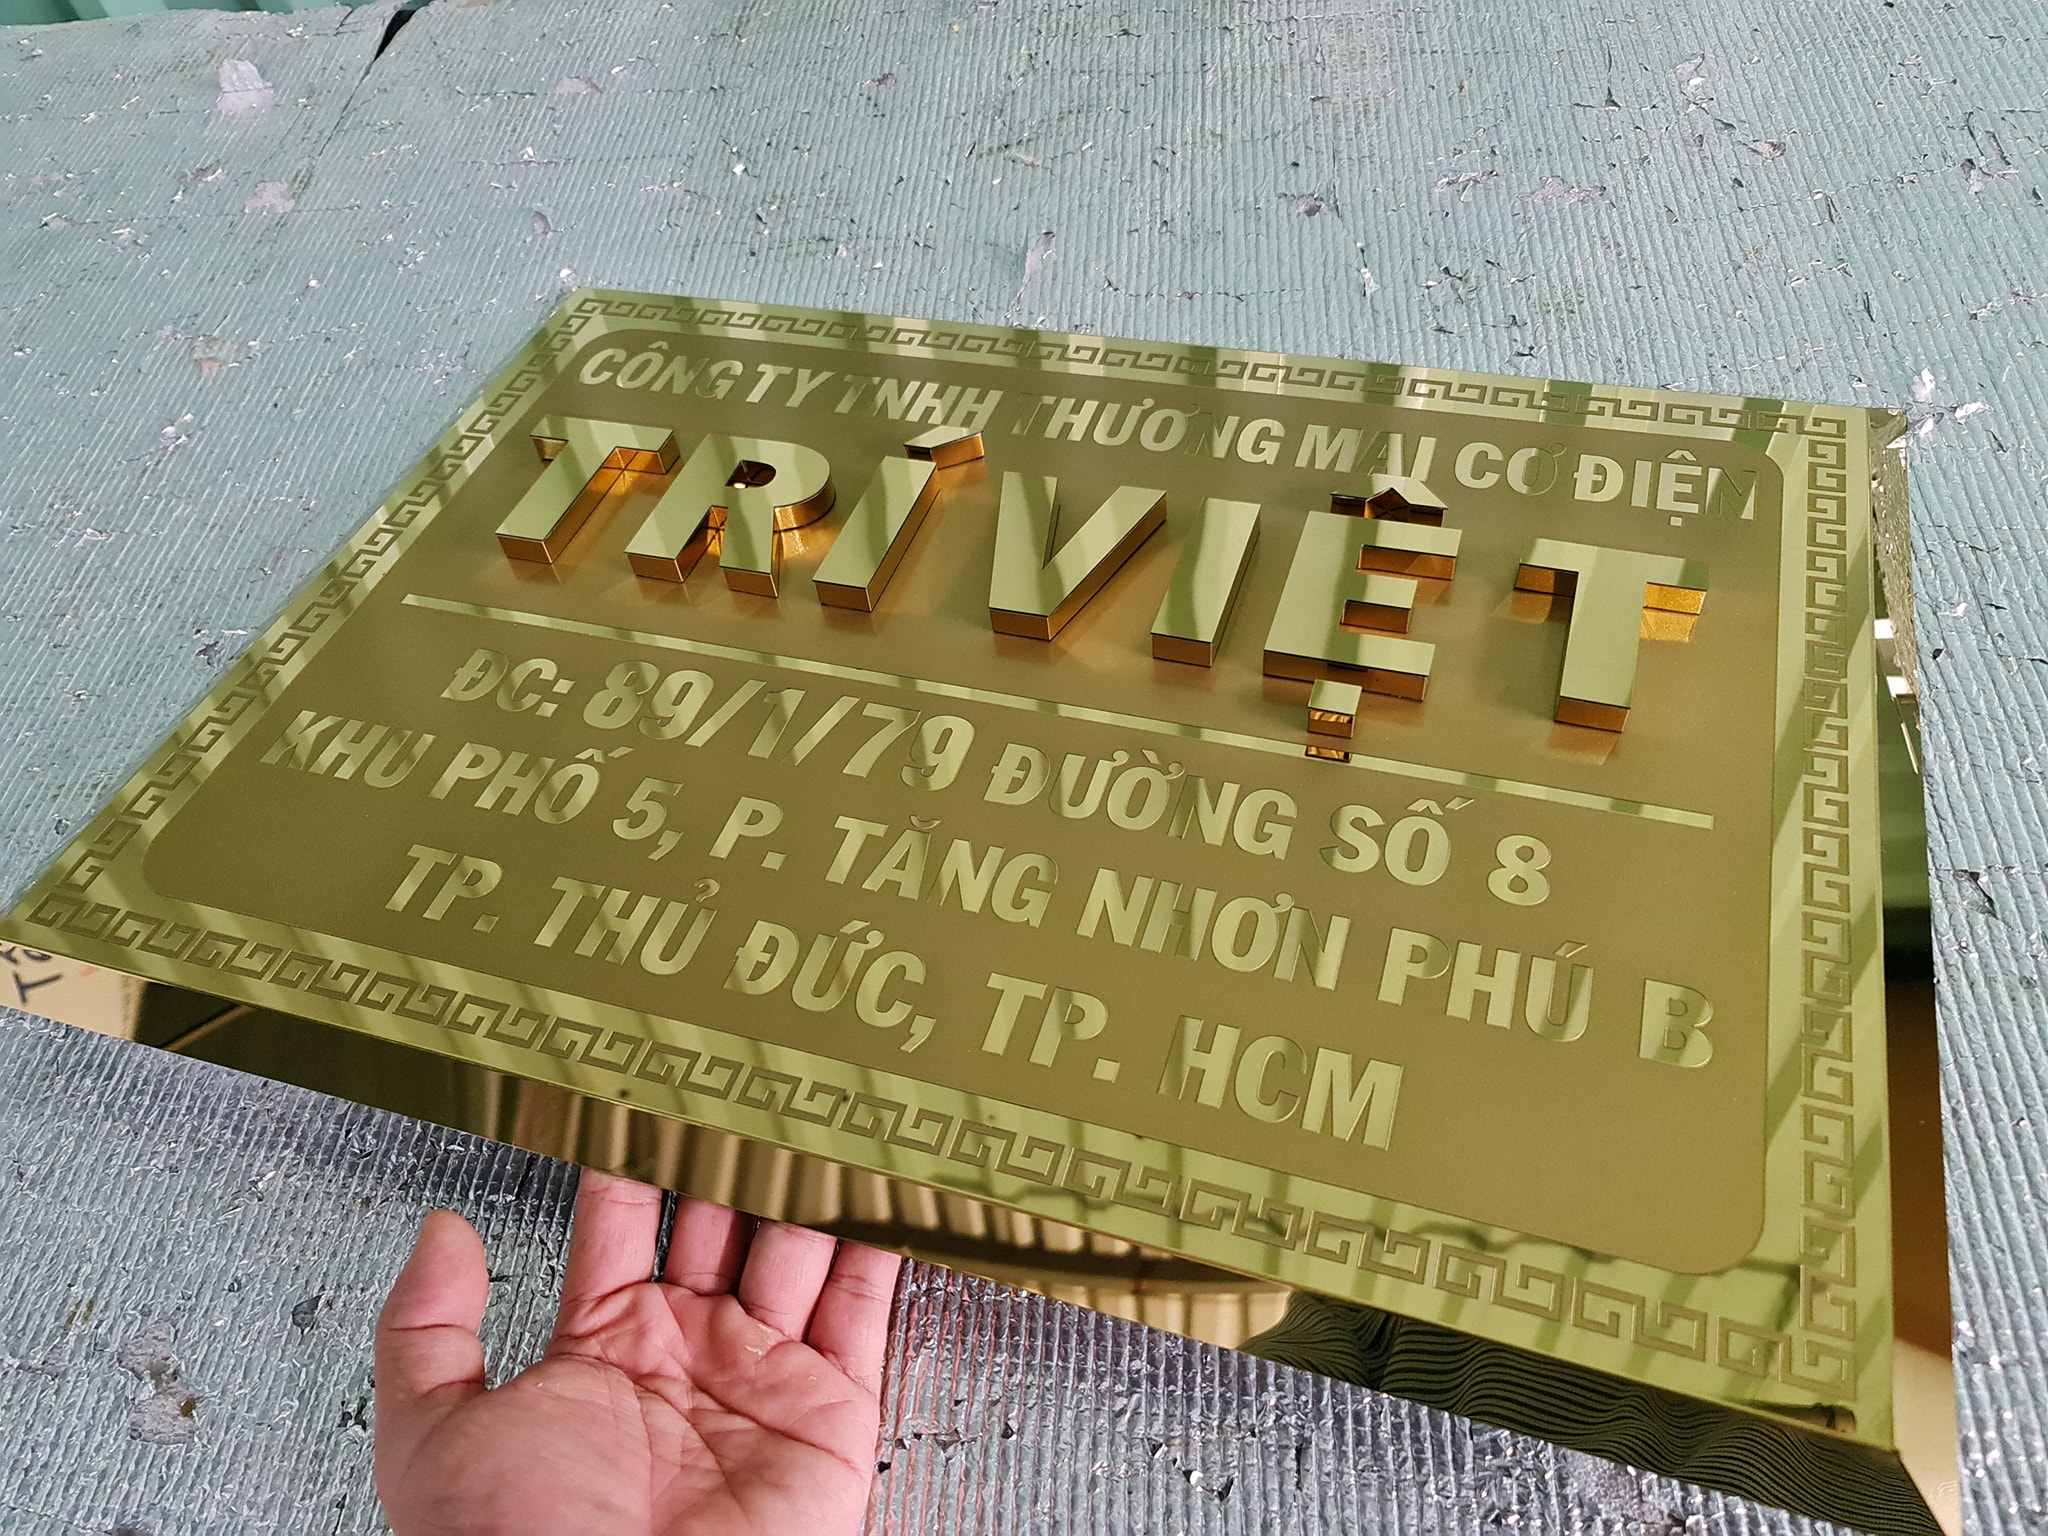 CÔNG TY TNHH THƯƠNG MẠI CƠ ĐIỆN
TRÍ VIỆT
ĐC: 89/1/79 ĐƯỜNG SỐ 8
KHU PHỐ 5, P. TĂNG NHƠN PHÚ B
TP. THỦ ĐỨC, TP. HCM